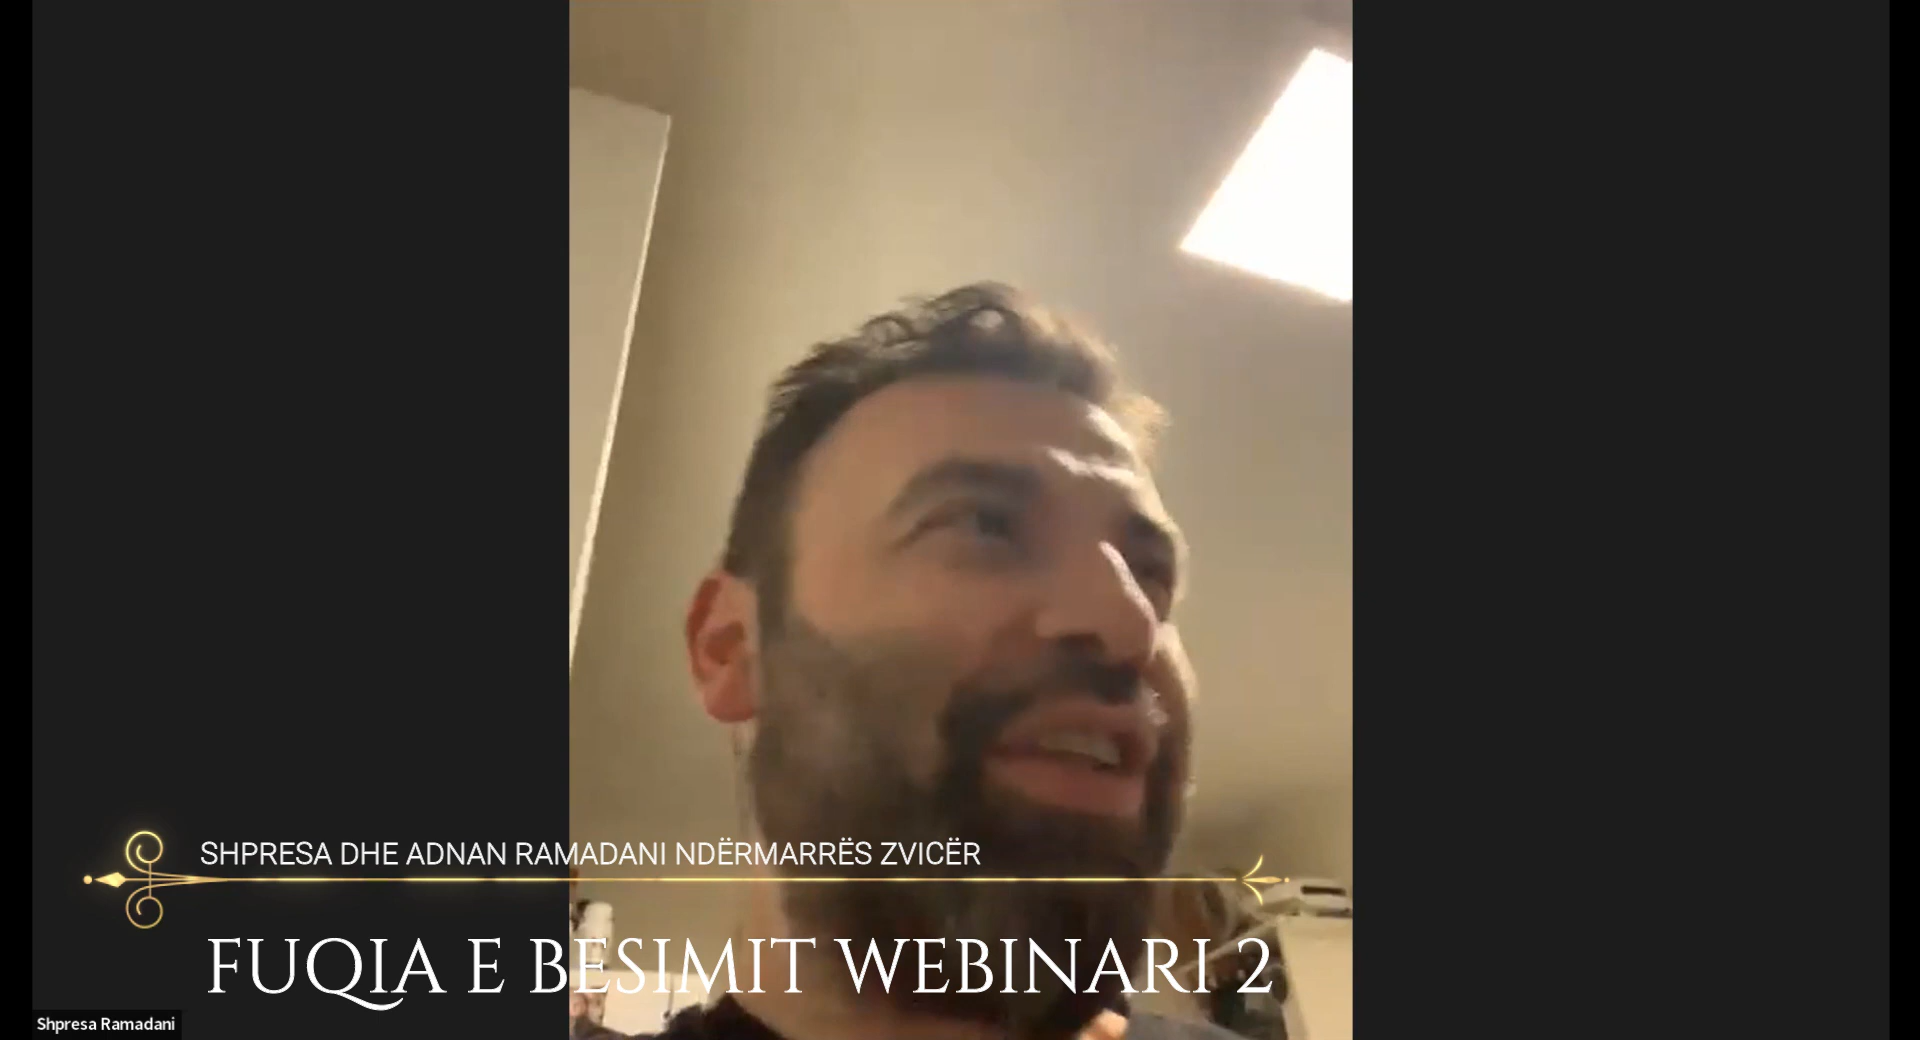 SHPRESA DHE ADNAN RAMADANI NDËRMARRËS ZVICËR
FUQIA E BESIMIT WEBINARI 2
Shpresa Ramadani